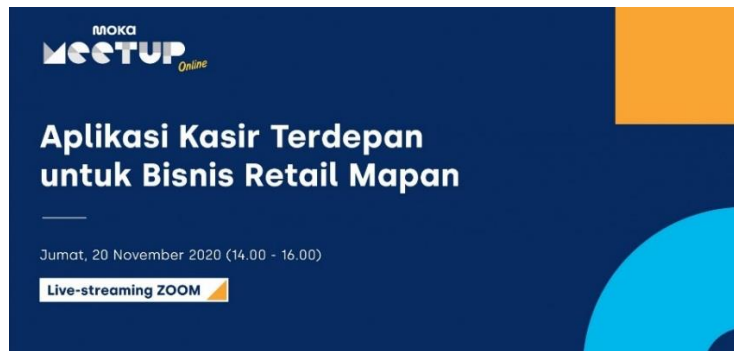 MOKA
MEETUP
Online
Aplikasi Kasir Terdepan
untuk Bisnis Retail Mapan
Jumat, 20 November 2020 (14.00 - 16.00)
Live-streaming ZOOM